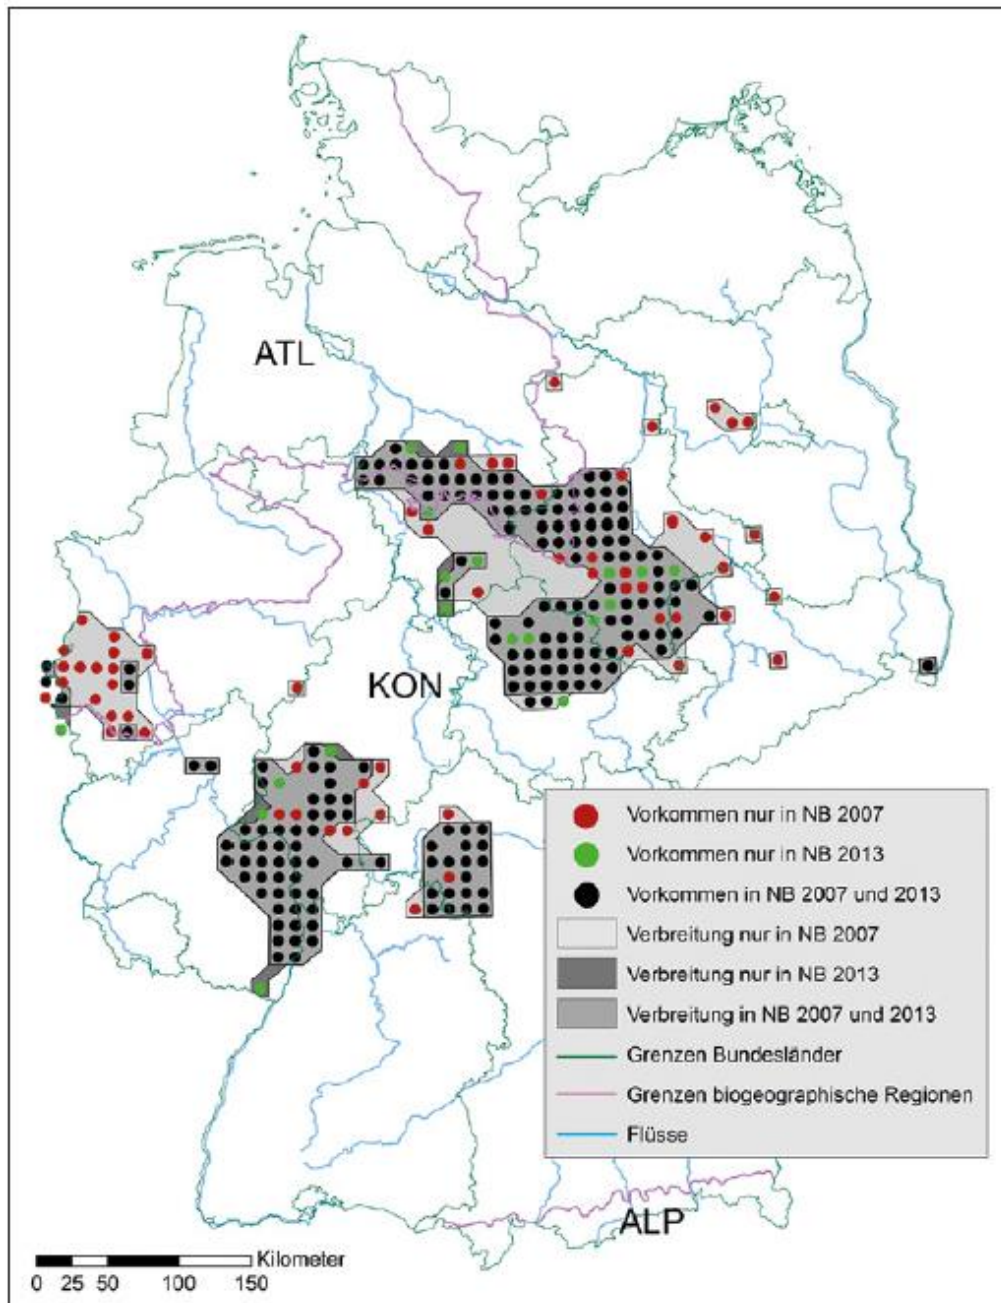 ATL
KON
Vorkommen nur in NB 2007
Vorkommen nur in NB 2013
Vorkommen in NB 2007 und 2013
Verbreitung nur in NB 2007
Verbreitung nur in NB 2013
Verbreitung in NB 2007 und 2013
Grenzen Bundesländer
Grenzen biogeographische Regionen
Flüsse
ALP
Kilometer
0 25 50 100 150